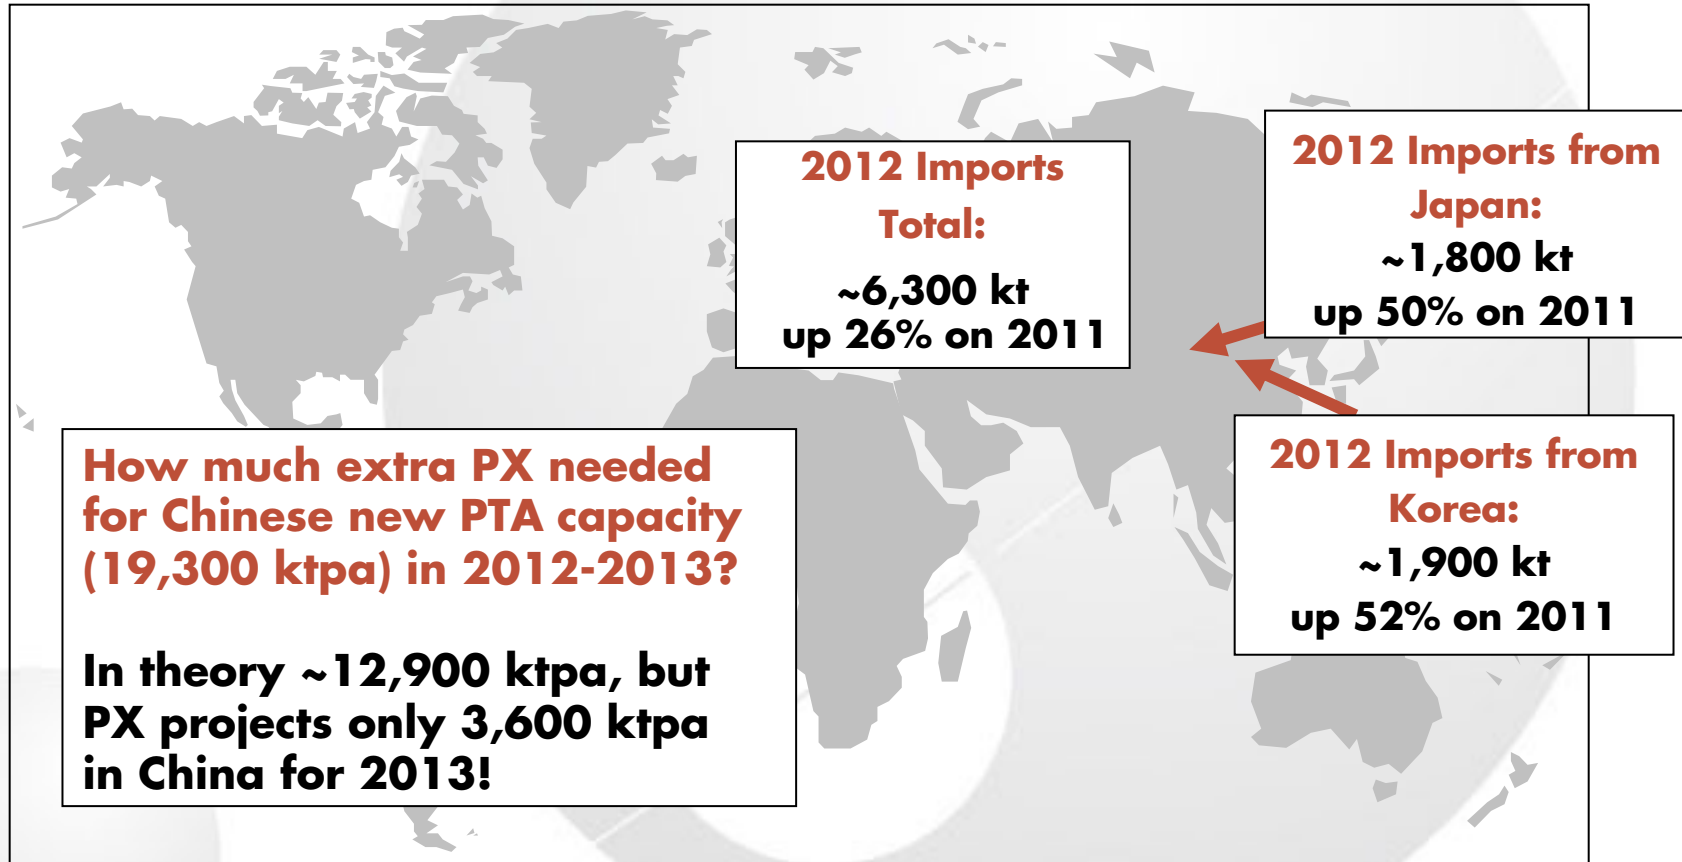 2012 Imports
Total:
~6,300 kt
up 26% on 2011
2012 Imports from
Japan:
~1,800 kt
up 50% on 2011
2012 Imports from
Korea:
~1,900 kt
up 52% on 2011
How much extra PX needed
for Chinese new PTA capacity
(19,300 ktpa) in 2012-2013?
In theory ~12,900 ktpa, but
PX projects only 3,600 ktpa
in China for 2013!